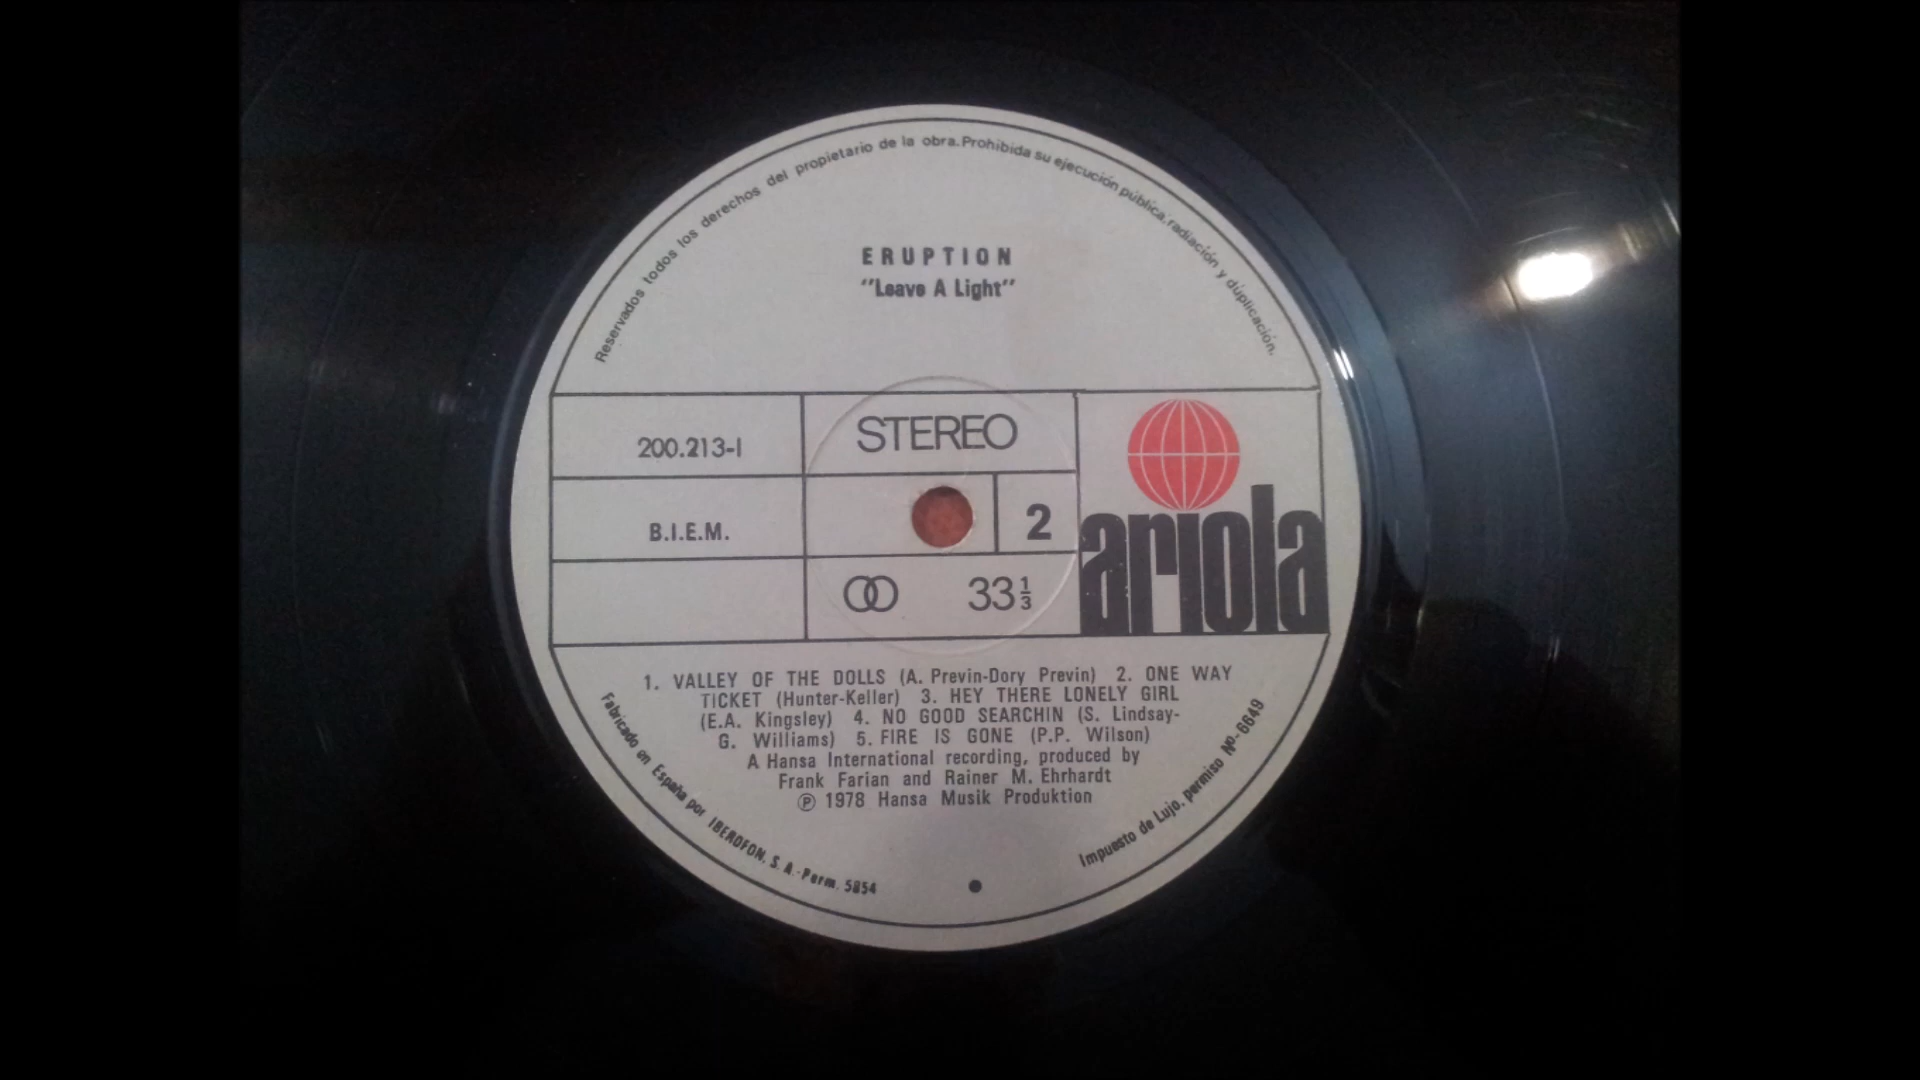 Reservados todos los derechos del propietario de la obra. Prohibida su ejecución pública, radiación y duplicación.
ERUPTION
"Leave A Light"
200.213-I
STEREO
B.I.E.M.
2
33 1/3
ariola
1. VALLEY OF THE DOLLS (A. Previn-Dory Previn) 2. ONE WAY
TICKET (Hunter-Keller) 3. HEY THERE LONELY GIRL
(E.A. Kingsley) 4. NO GOOD SEARCHIN (S. Lindsay-
G. Williams) 5. FIRE IS GONE (P.P. Wilson)
A Hansa International recording, produced by
Frank Farian and Rainer M. Ehrhardt
℗ 1978 Hansa Musik Produktion
Fabricado en España por IBEROFON, S. A.-Perm. 5854
Impuesto de Lujo, permiso Nº-6649